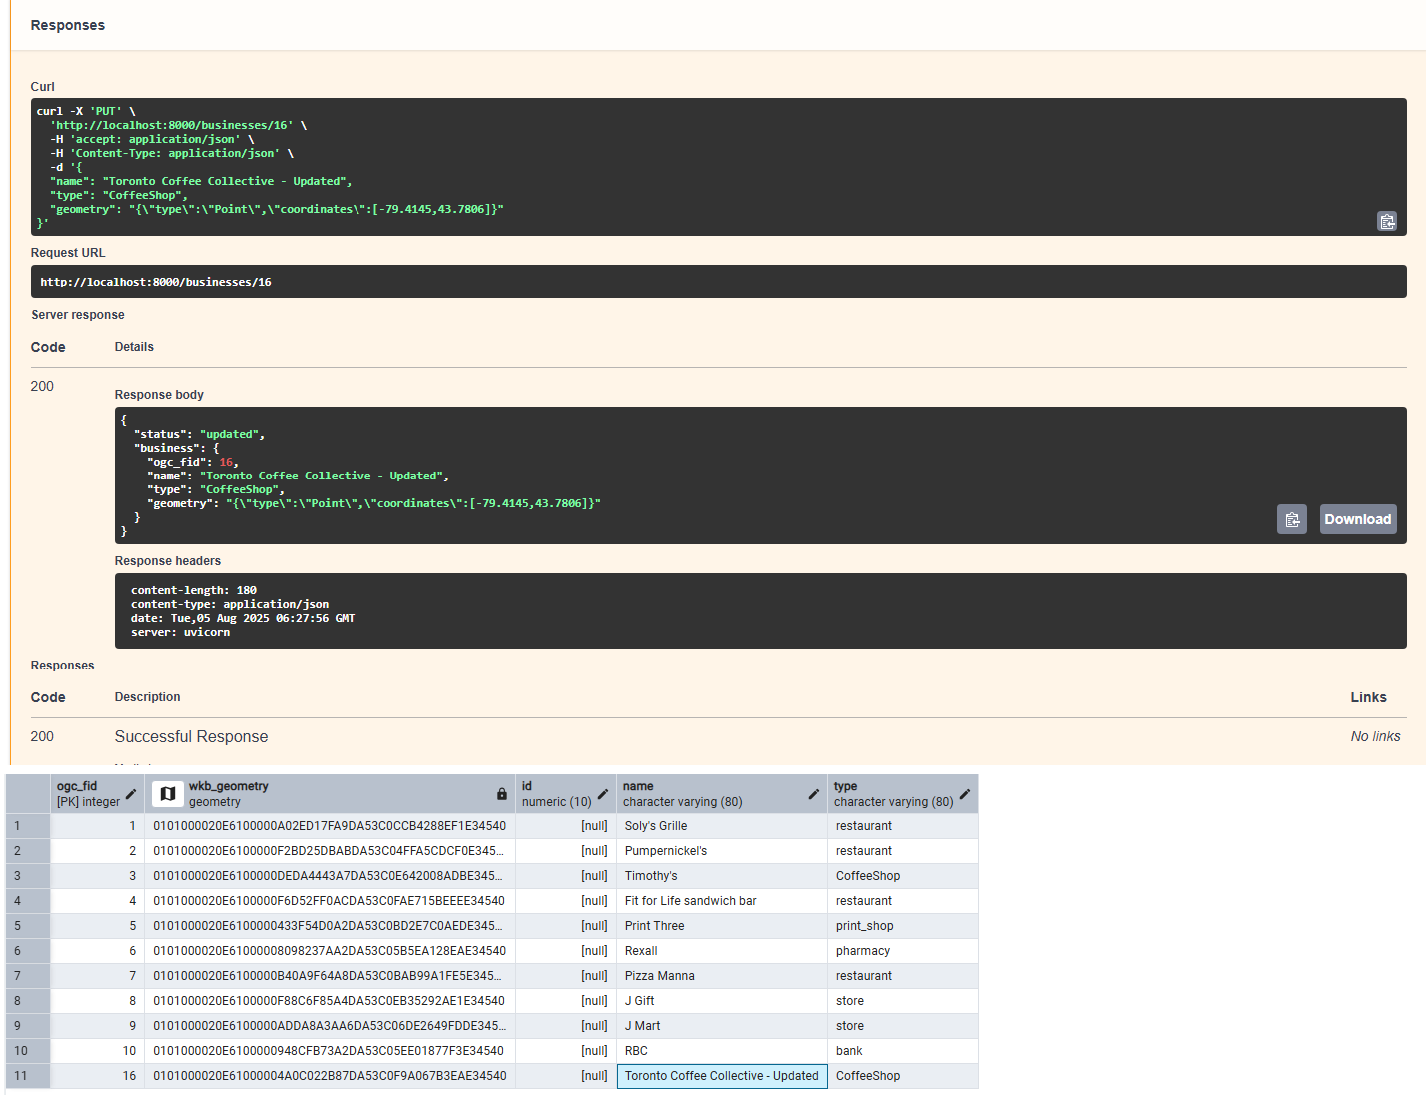 Responses
Curl
curl -X 'PUT' \
'http://localhost:8000/businesses/16' \
-H 'accept: application/json' \
-H 'Content-Type: application/json' \
-d '{
"name": "Toronto Coffee Collective - Updated",
"type": "CoffeeShop",
"geometry": "{\"type\":\"Point\",\"coordinates\":[-79.4145,43.7806]}"
}'
Request URL
http://localhost:8000/businesses/16
Server response
Code Details
200
Response body
{
"status": "updated",
"business": {
"ogc_fid": 16,
"name": "Toronto Coffee Collective - Updated",
"type": "CoffeeShop",
"geometry": "{\"type\":\"Point\",\"coordinates\":[-79.4145,43.7806]}"
}
}
Download
Response headers
content-length: 180
content-type: application/json
date: Tue,05 Aug 2025 06:27:56 GMT
server: uvicorn
Responses
Code Description Links
200 Successful Response No links
ogc_fid wkb_geometry id name type
[PK] integer geometry numeric (10) character varying (80) character varying (80)
1 1 0101000020E6100000A02ED17FA9DA53C0CCB4288EF1E34540 [null] Soly's Grille restaurant
2 2 0101000020E6100000F2BD25DBABDA53C04FFA5CDCF0E345... [null] Pumpernickel's restaurant
3 3 0101000020E6100000DEDA4443A7DA53C0E642008ADBE345... [null] Timothy's CoffeeShop
4 4 0101000020E6100000F6D52FF0ACDA53C0FAE715BEEEE34540 [null] Fit for Life sandwich bar restaurant
5 5 0101000020E6100000433F54D0A2DA53C0BD2E7C0AEDE345... [null] Print Three print_shop
6 6 0101000020E61000008098237AA2DA53C05B5EA128EAE34540 [null] Rexall pharmacy
7 7 0101000020E6100000B40A9F64A8DA53C0BAB99A1FE5E345... [null] Pizza Manna restaurant
8 8 0101000020E6100000F88C6F85A4DA53C0EB35292AE1E34540 [null] J Gift store
9 9 0101000020E6100000ADDA8A3AA6DA53C06DE2649FDDE345... [null] J Mart store
10 10 0101000020E6100000948CFB73A2DA53C05EE01877F3E34540 [null] RBC bank
11 16 0101000020E61000004A0C022B87DA53C0F9A067B3EAE34540 [null] Toronto Coffee Collective - Updated CoffeeShop